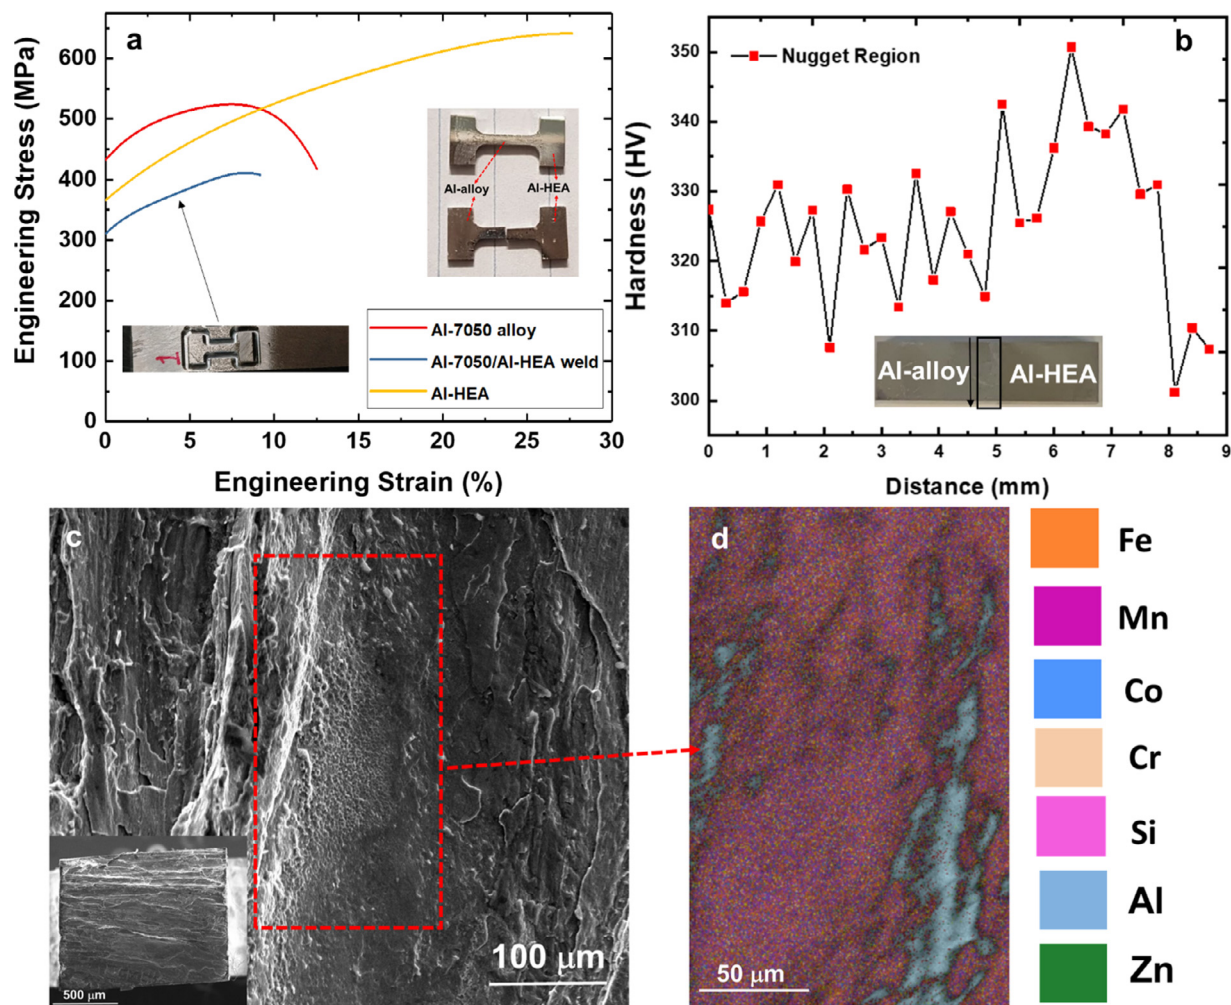 a
Engineering Stress (MPa)
600
500
400
300
200
100
0
0 5 10 15 20 25 30
Engineering Strain (%)
Al-alloy
Al-HEA
1
Al-7050 alloy
Al-7050/Al-HEA weld
Al-HEA
b
Nugget Region
Hardness (HV)
350
340
330
320
310
300
0 1 2 3 4 5 6 7 8 9
Distance (mm)
Al-alloy
Al-HEA
c
100 μm
500 μm
d
50 μm
Fe
Mn
Co
Cr
Si
Al
Zn